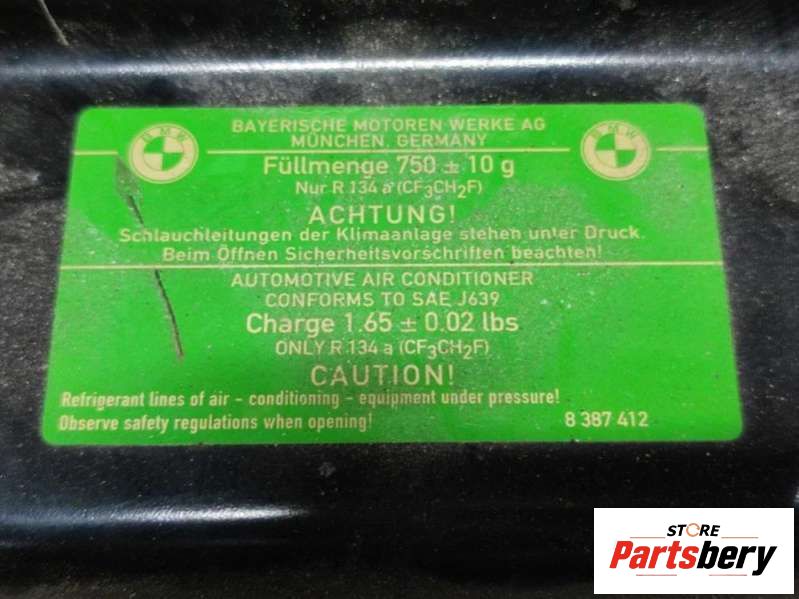 BMW
BAYERISCHE MOTOREN WERKE AG
MÜNCHEN, GERMANY
BMW
Füllmenge 750 ± 10 g
Nur R 134 a (CF₃CH₂F)
ACHTUNG!
Schlauchleitungen der Klimaanlage stehen unter Druck.
Beim Öffnen Sicherheitsvorschriften beachten!
AUTOMOTIVE AIR CONDITIONER
CONFORMS TO SAE J639
Charge 1.65 ± 0.02 lbs
ONLY R 134 a (CF₃CH₂F)
CAUTION!
Refrigerant lines of air - conditioning - equipment under pressure!
Observe safety regulations when opening!
8 387 412
STORE
Partsbery